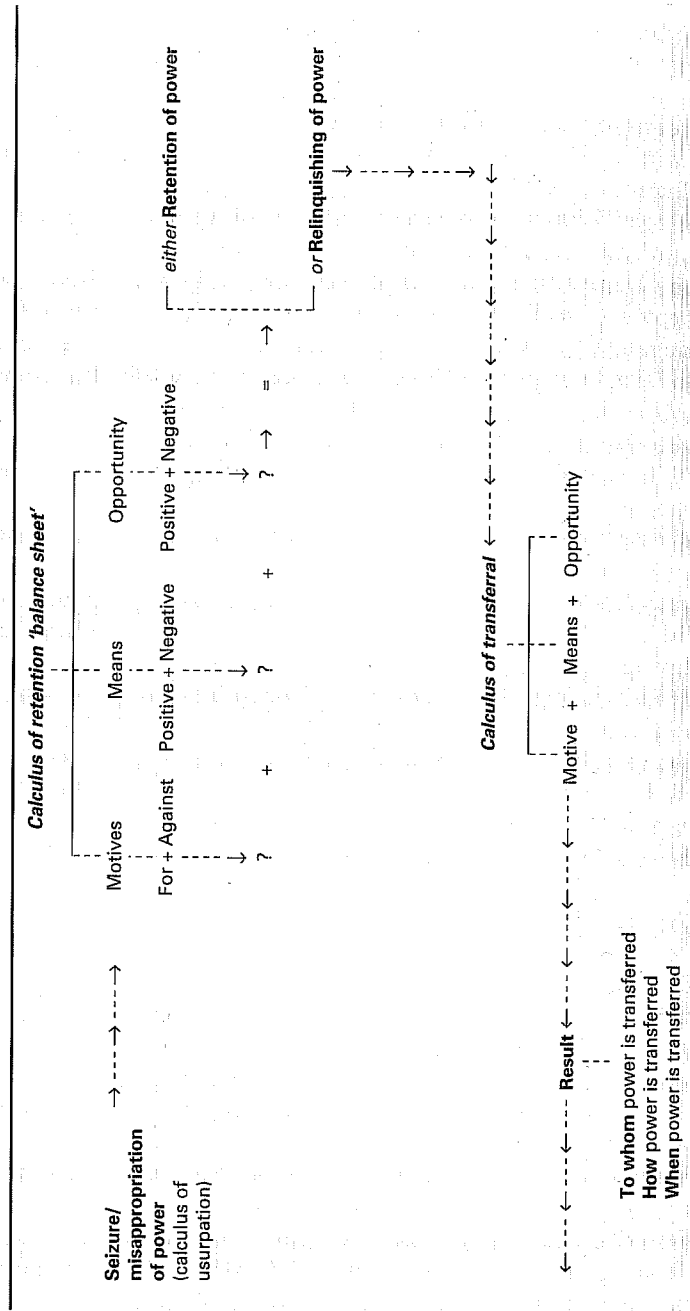 Calculus of retention 'balance sheet'
Seizure/
misappropriation
of power
(calculus of
usurpation)
Motives
Means
Opportunity
For + Against
Positive + Negative
Positive + Negative
? + ? + ? → = →
either Retention of power
or Relinquishing of power
Calculus of transferral
Motive + Means + Opportunity
Result
To whom power is transferred
How power is transferred
When power is transferred